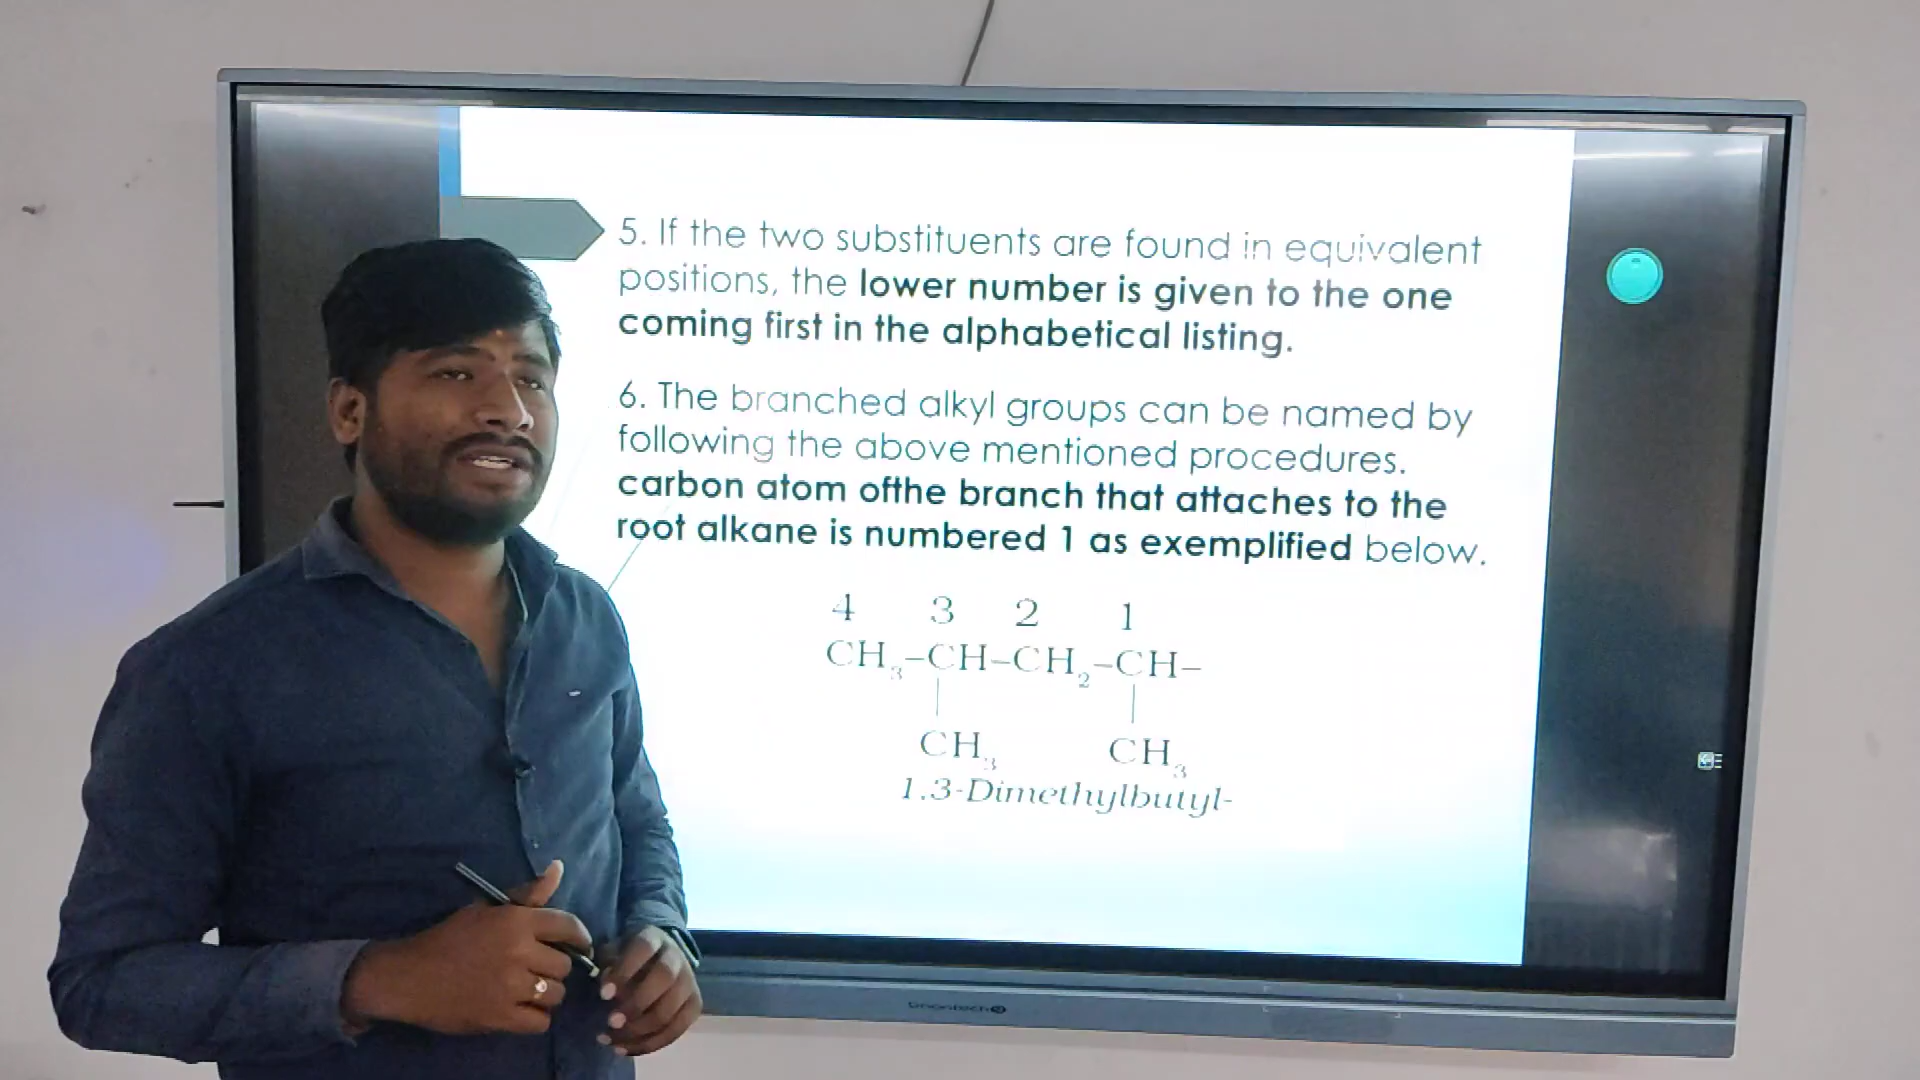 5. If the two substituents are found in equivalent
positions, the lower number is given to the one
coming first in the alphabetical listing.
6. The branched alkyl groups can be named by
following the above mentioned procedures.
carbon atom ofthe branch that attaches to the
root alkane is numbered 1 as exemplified below.
4 3 2 1
CH₃–CH–CH₂–CH–
CH₃ CH₃
1.3-Dimethylbutyl-